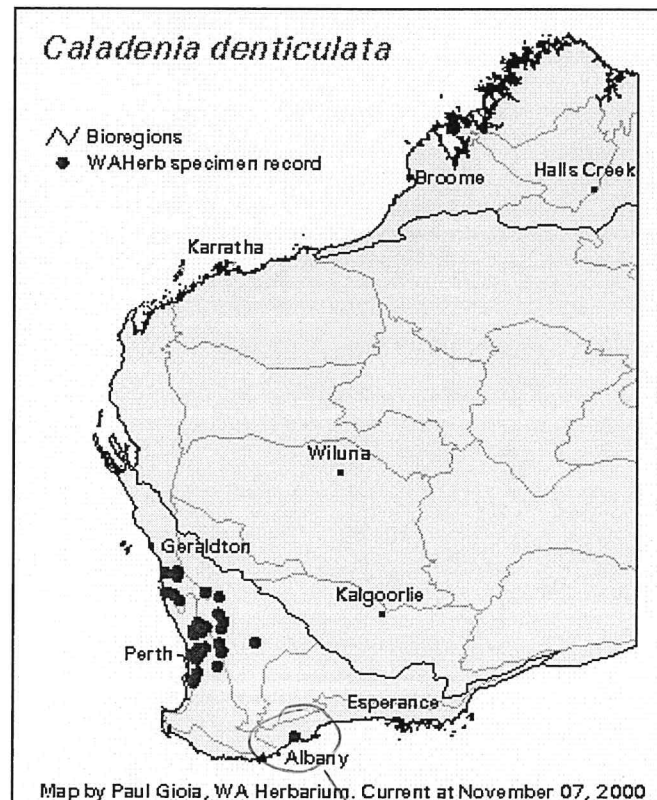 Caladenia denticulata
Bioregions
WAHerb specimen record
Broome
Halls Creek
Karratha
Wiluna
Geraldton
Kalgoorlie
Perth
Esperance
Albany
Map by Paul Gioia, WA Herbarium. Current at November 07, 2000